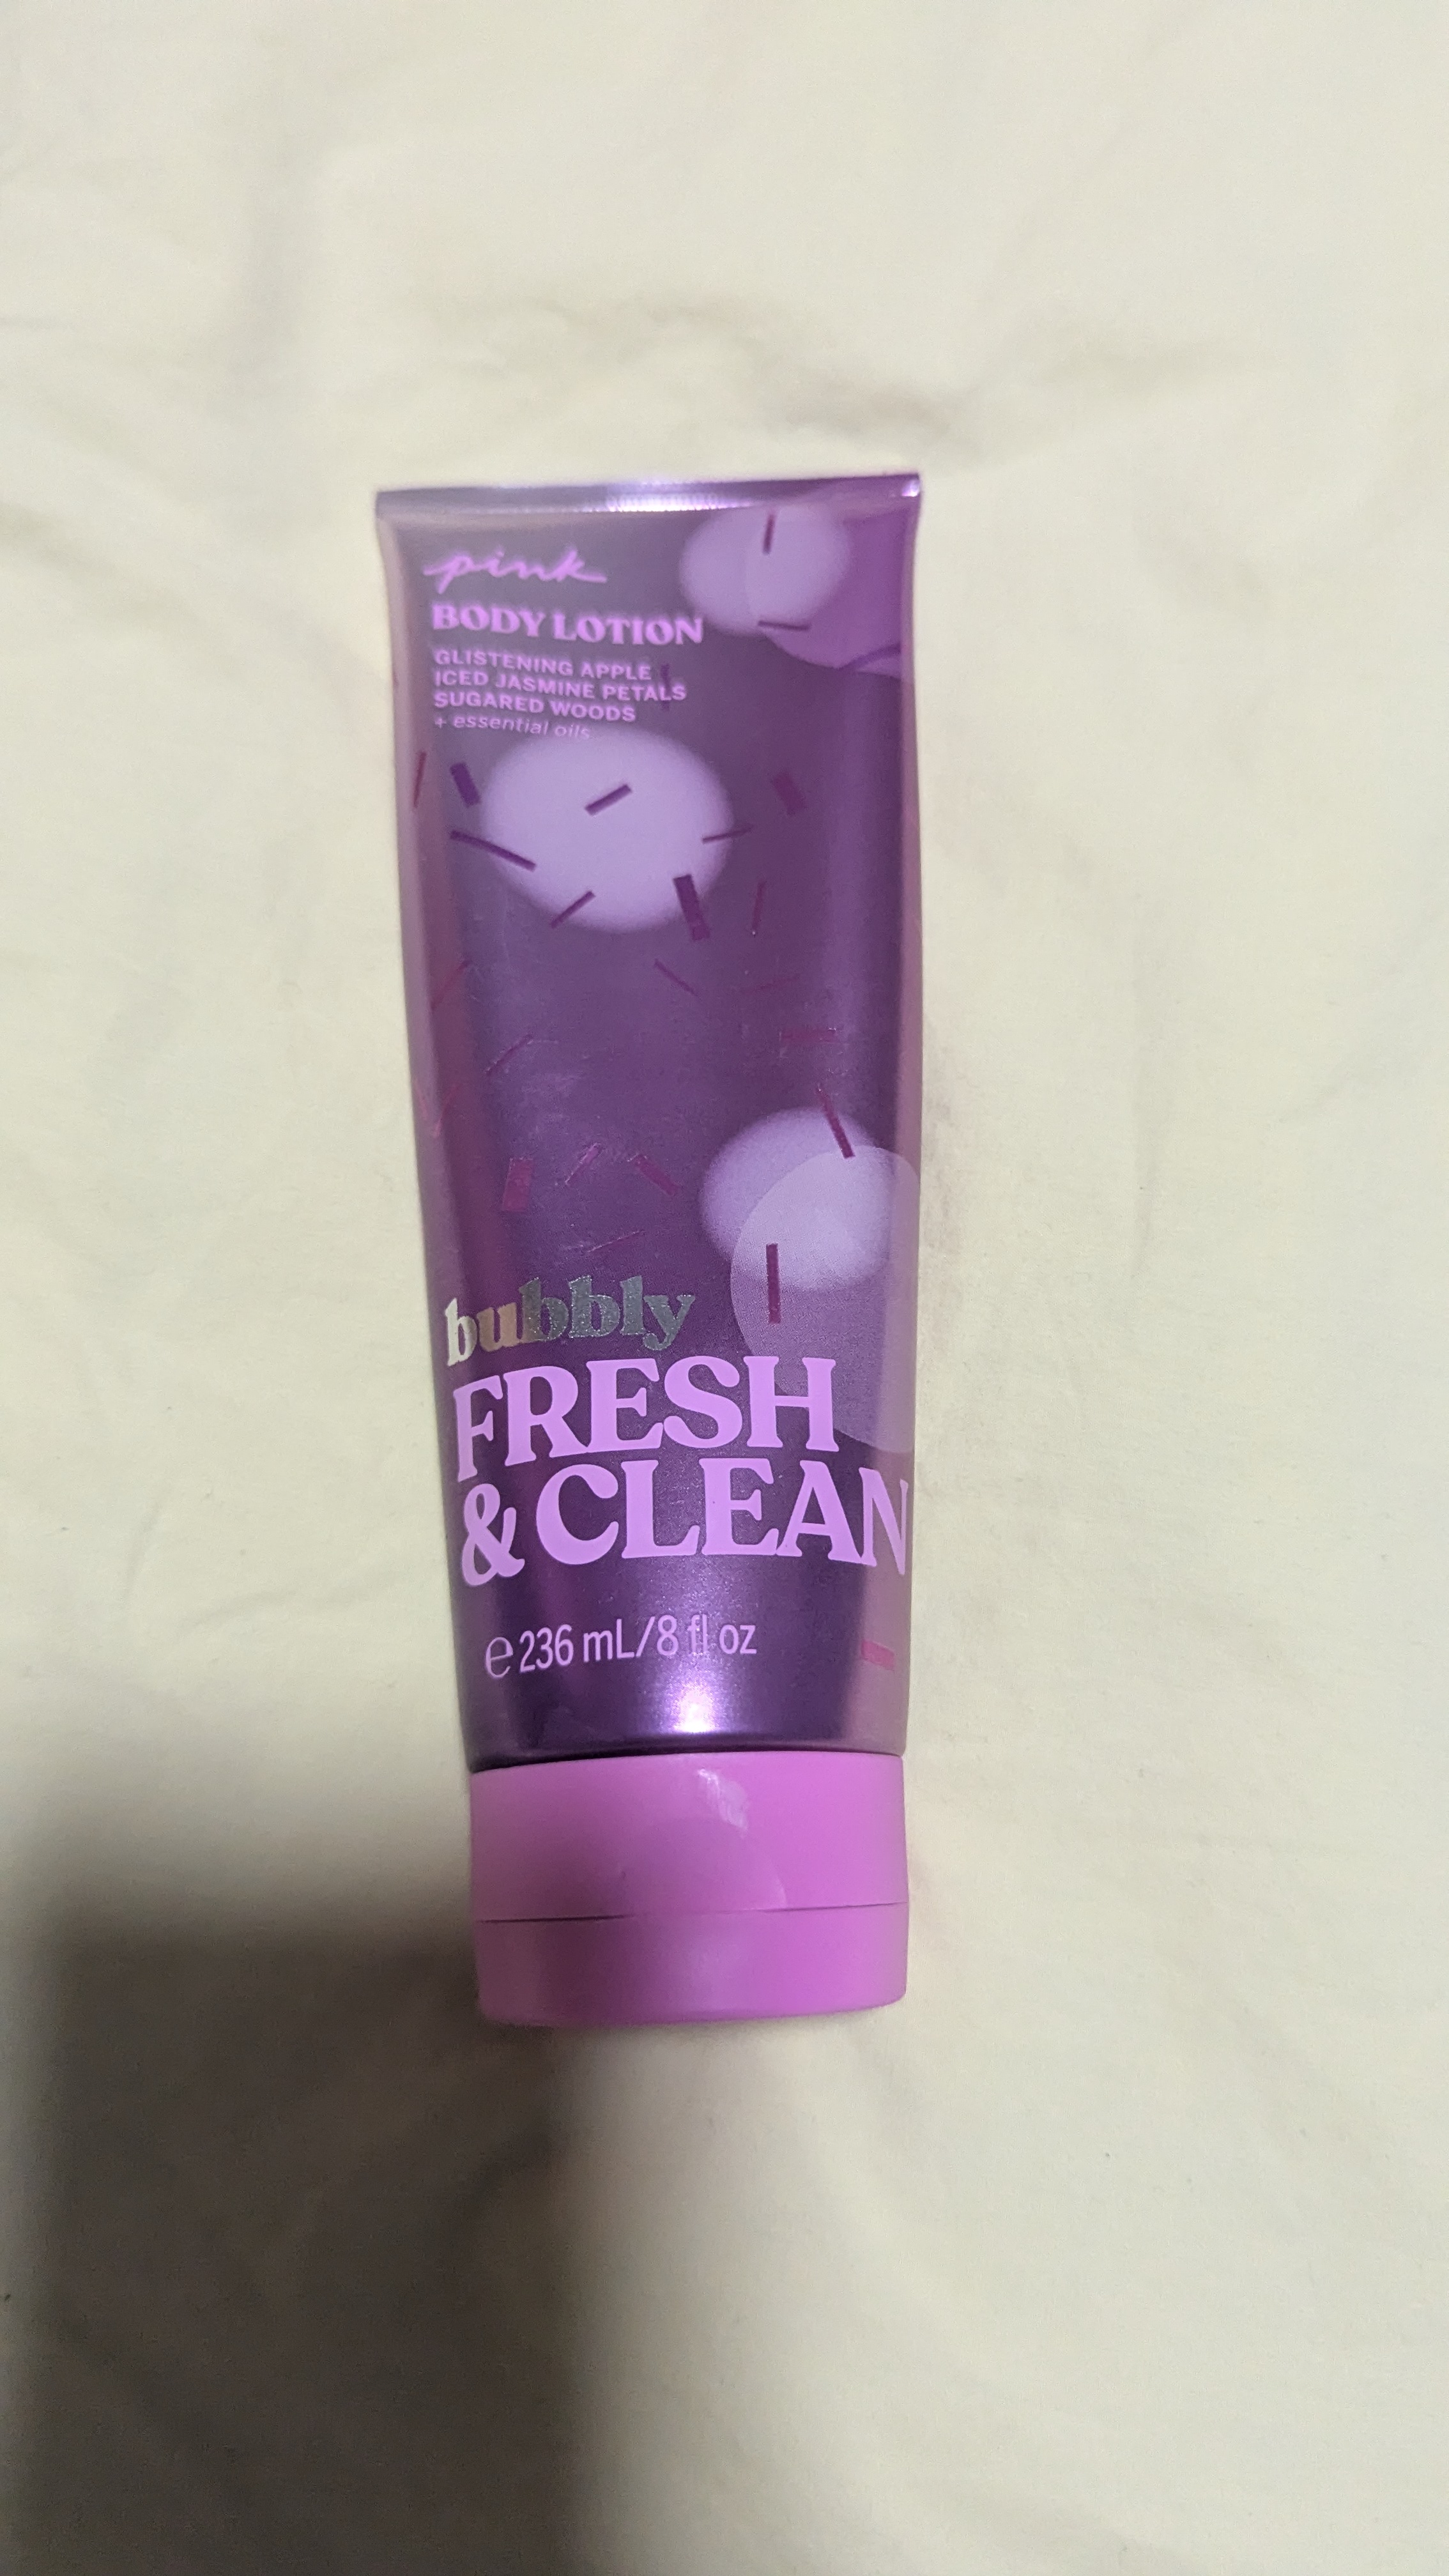 pink
BODY LOTION
GLISTENING APPLE
ICED JASMINE PETALS
SUGARED WOODS
+ essential oils
bubbly
FRESH
& CLEAN
℮ 236 mL/8 fl oz